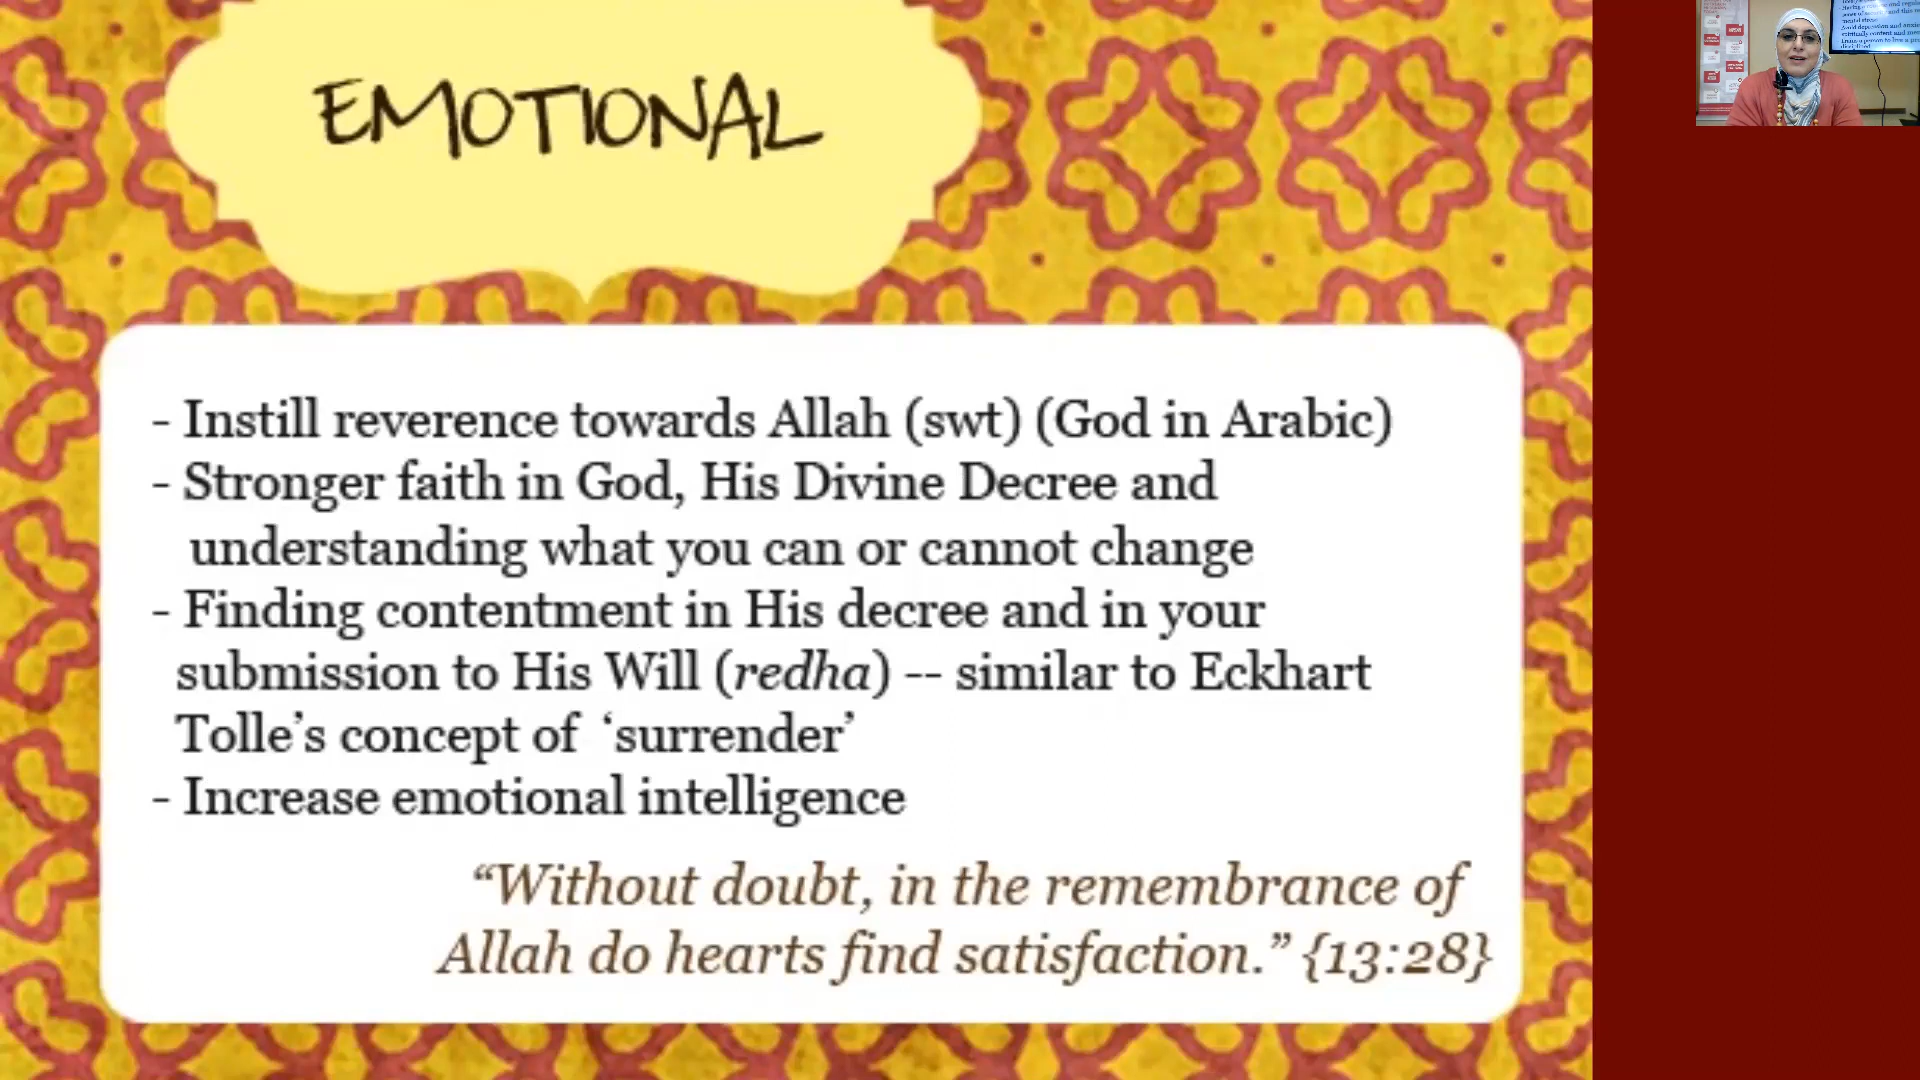 EMOTIONAL
- Instill reverence towards Allah (swt) (God in Arabic)
- Stronger faith in God, His Divine Decree and
understanding what you can or cannot change
- Finding contentment in His decree and in your
submission to His Will (redha) -- similar to Eckhart
Tolle’s concept of ‘surrender’
- Increase emotional intelligence
“Without doubt, in the remembrance of
Allah do hearts find satisfaction.” {13:28}